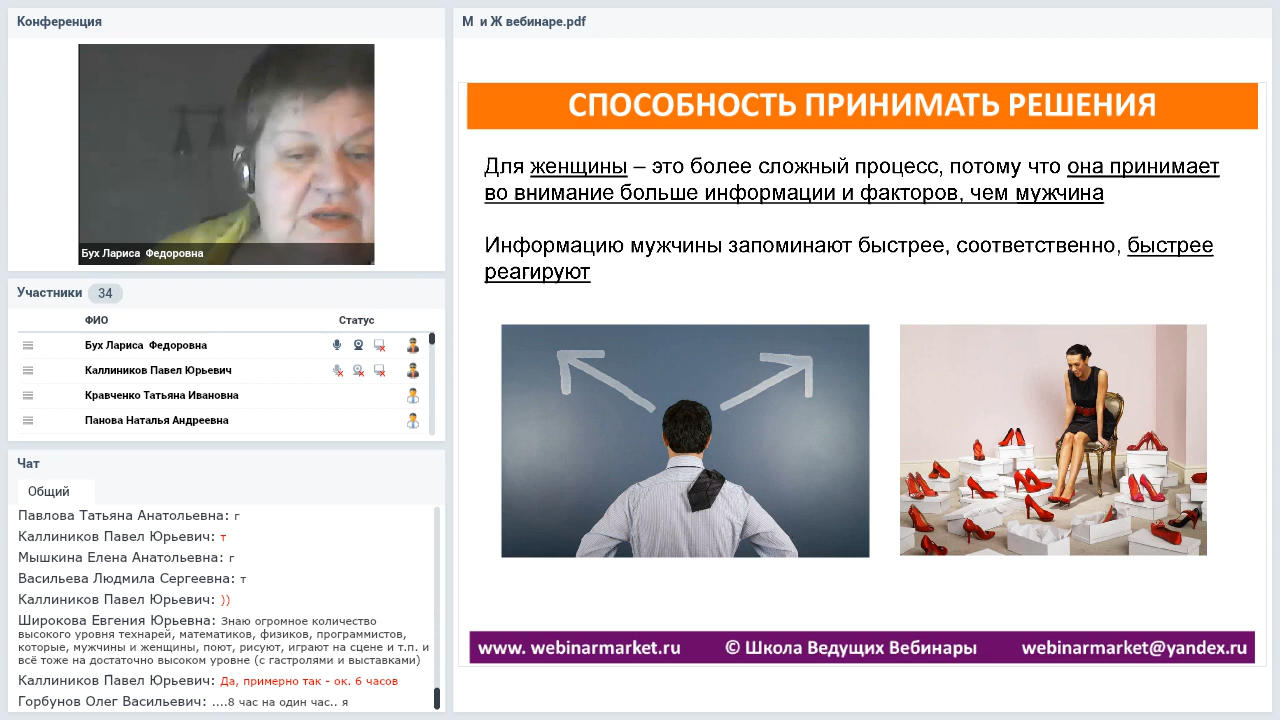 Конференция
Бух Лариса  Федоровна
Участники 34
ФИО Статус
Бух Лариса  Федоровна
Каллиников Павел Юрьевич
Кравченко Татьяна Ивановна
Панова Наталья Андреевна
Чат
Общий
Павлова Татьяна Анатольевна: г
Каллиников Павел Юрьевич: т
Мышкина Елена Анатольевна: г
Васильева Людмила Сергеевна: т
Каллиников Павел Юрьевич: ))
Широкова Евгения Юрьевна: Знаю огромное количество
высокого уровня технарей, математиков, физиков, программистов,
которые, мужчины и женщины, поют, рисуют, играют на сцене и т.п. и
всё тоже на достаточно высоком уровне (с гастролями и выставками)
Каллиников Павел Юрьевич: Да, примерно так - ок. 6 часов
Горбунов Олег Васильевич: ....8 час на один час.. я
М  и Ж вебинаре.pdf
СПОСОБНОСТЬ ПРИНИМАТЬ РЕШЕНИЯ
Для женщины – это более сложный процесс, потому что она принимает
во внимание больше информации и факторов, чем мужчина
Информацию мужчины запоминают быстрее, соответственно, быстрее
реагируют
www. webinarmarket.ru © Школа Ведущих Вебинары webinarmarket@yandex.ru